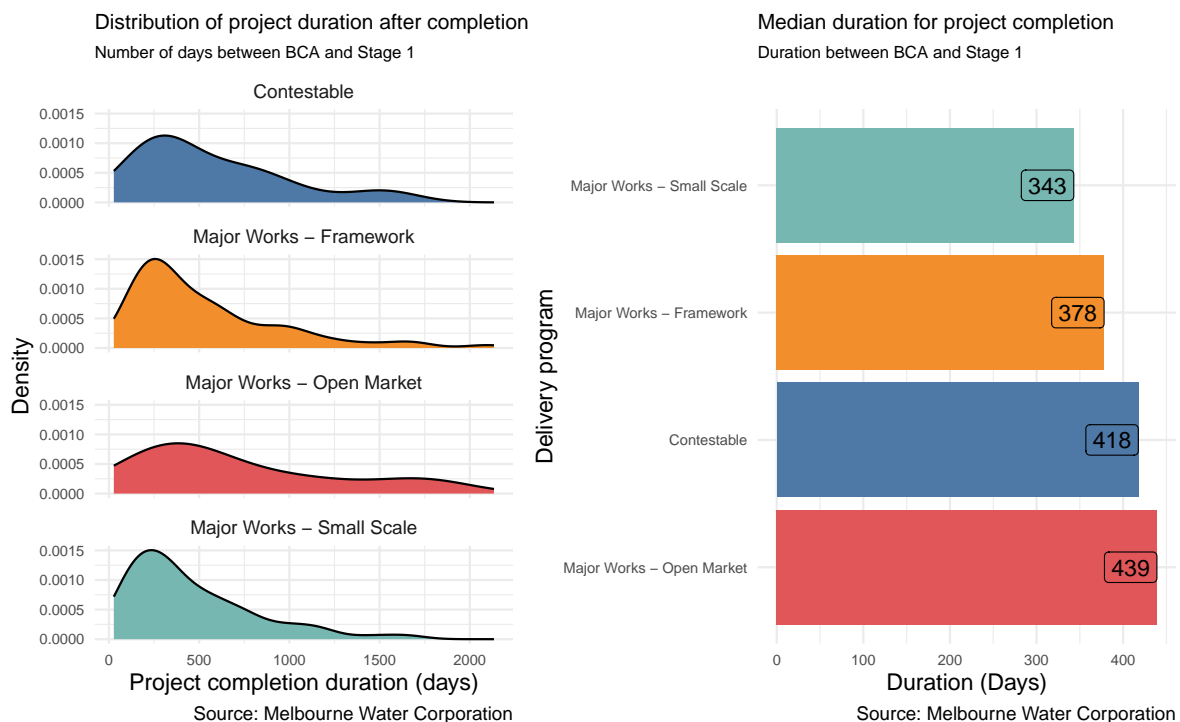 Distribution of project duration after completion
Number of days between BCA and Stage 1
Contestable
0.0015
0.0010
0.0005
0.0000
Major Works − Framework
0.0015
0.0010
0.0005
0.0000
Major Works − Open Market
0.0015
0.0010
0.0005
0.0000
Major Works − Small Scale
0.0015
0.0010
0.0005
0.0000
Density
0 500 1000 1500 2000
Project completion duration (days)
Source: Melbourne Water Corporation
Median duration for project completion
Duration between BCA and Stage 1
Delivery program
Major Works − Small Scale 343
Major Works − Framework 378
Contestable 418
Major Works − Open Market 439
0 100 200 300 400
Duration (Days)
Source: Melbourne Water Corporation